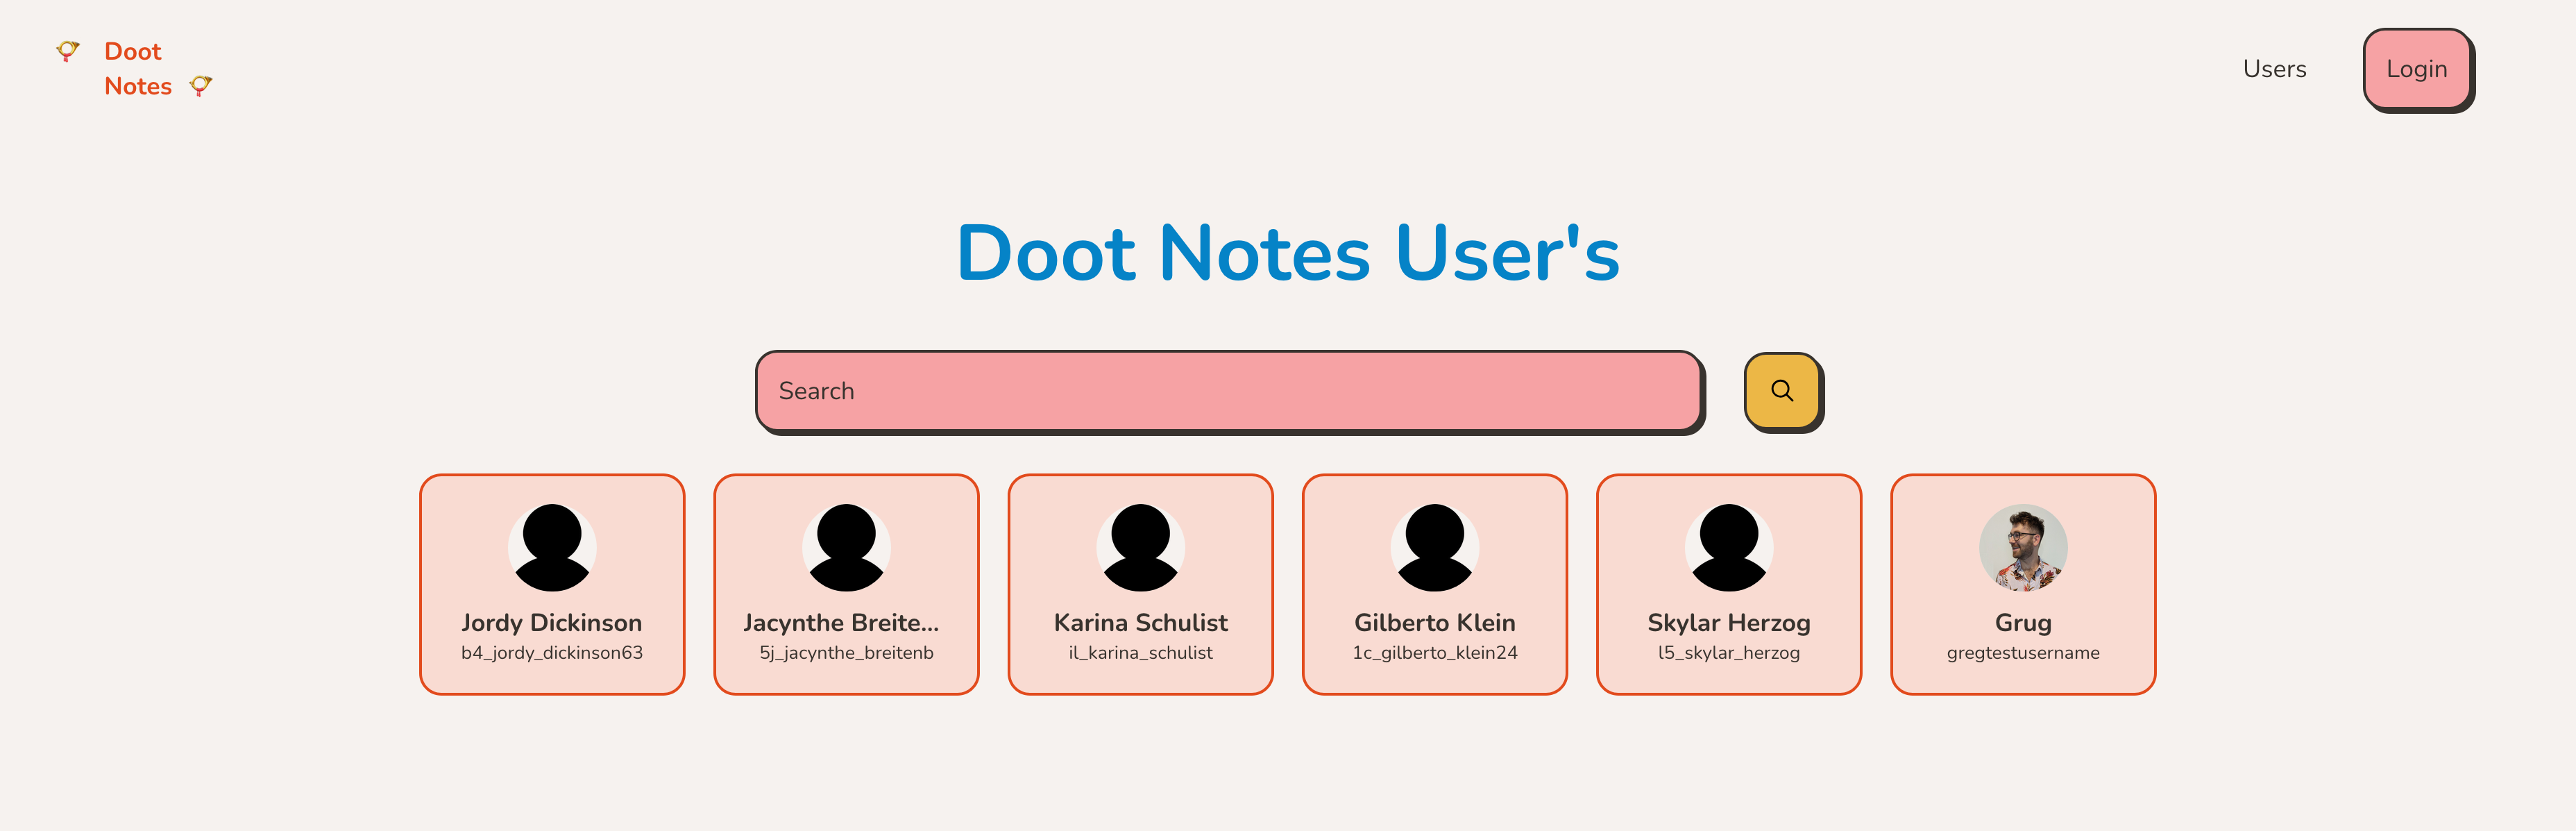 Doot
Notes
Users
Login
Doot Notes User's
Search
Jordy Dickinson
b4_jordy_dickinson63
Jacynthe Breite...
5j_jacynthe_breitenb
Karina Schulist
il_karina_schulist
Gilberto Klein
1c_gilberto_klein24
Skylar Herzog
l5_skylar_herzog
Grug
gregtestusername